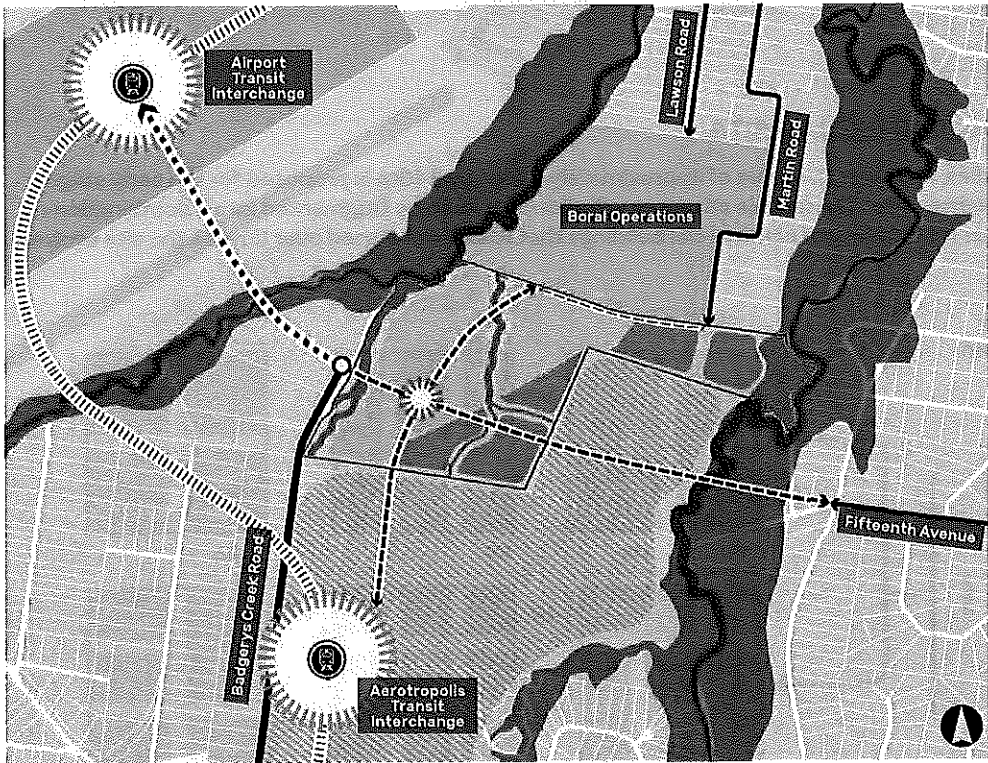 Airport
Transit
Interchange
Lawson Road
Martin Road
Boral Operations
Fifteenth Avenue
Badgerys Creek Road
Aerotropolis
Transit
Interchange